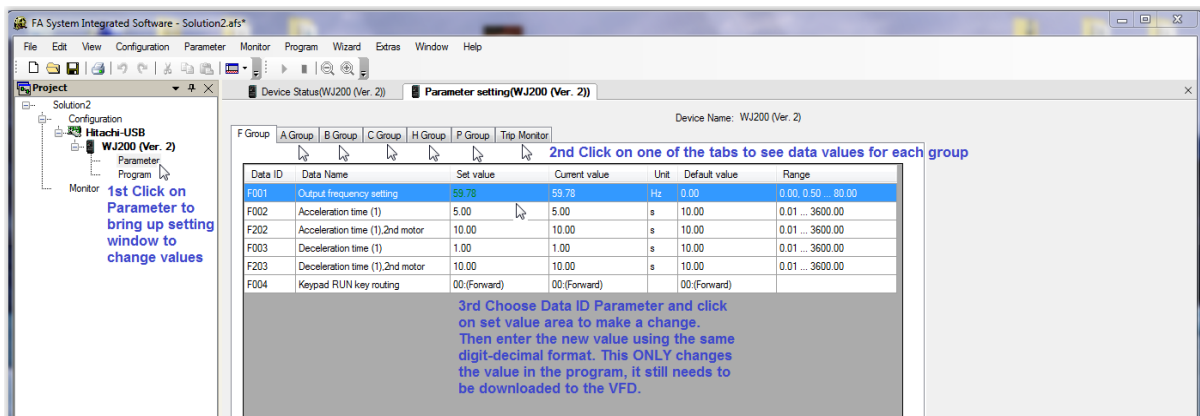 FA System Integrated Software - Solution2.afs*
File Edit View Configuration Parameter Monitor Program Wizard Extras Window Help
Project
Solution2
Configuration
Hitachi-USB
WJ200 (Ver. 2)
Parameter
Program
Monitor
1st Click on
Parameter to
bring up setting
window to
change values
Device Status(WJ200 (Ver. 2)) Parameter setting(WJ200 (Ver. 2))
Device Name: WJ200 (Ver. 2)
F Group A Group B Group C Group H Group P Group Trip Monitor
2nd Click on one of the tabs to see data values for each group
Data ID Data Name Set value Current value Unit Default value Range
F001 Output frequency setting 59.78 59.78 Hz 0.00 0.00, 0.50 ... 80.00
F002 Acceleration time (1) 5.00 5.00 s 10.00 0.01 ... 3600.00
F202 Acceleration time (1),2nd motor 10.00 10.00 s 10.00 0.01 ... 3600.00
F003 Deceleration time (1) 1.00 1.00 s 10.00 0.01 ... 3600.00
F203 Deceleration time (1),2nd motor 10.00 10.00 s 10.00 0.01 ... 3600.00
F004 Keypad RUN key routing 00:(Forward) 00:(Forward) 00:(Forward)
3rd Choose Data ID Parameter and click
on set value area to make a change.
Then enter the new value using the same
digit-decimal format. This ONLY changes
the value in the program, it still needs to
be downloaded to the VFD.